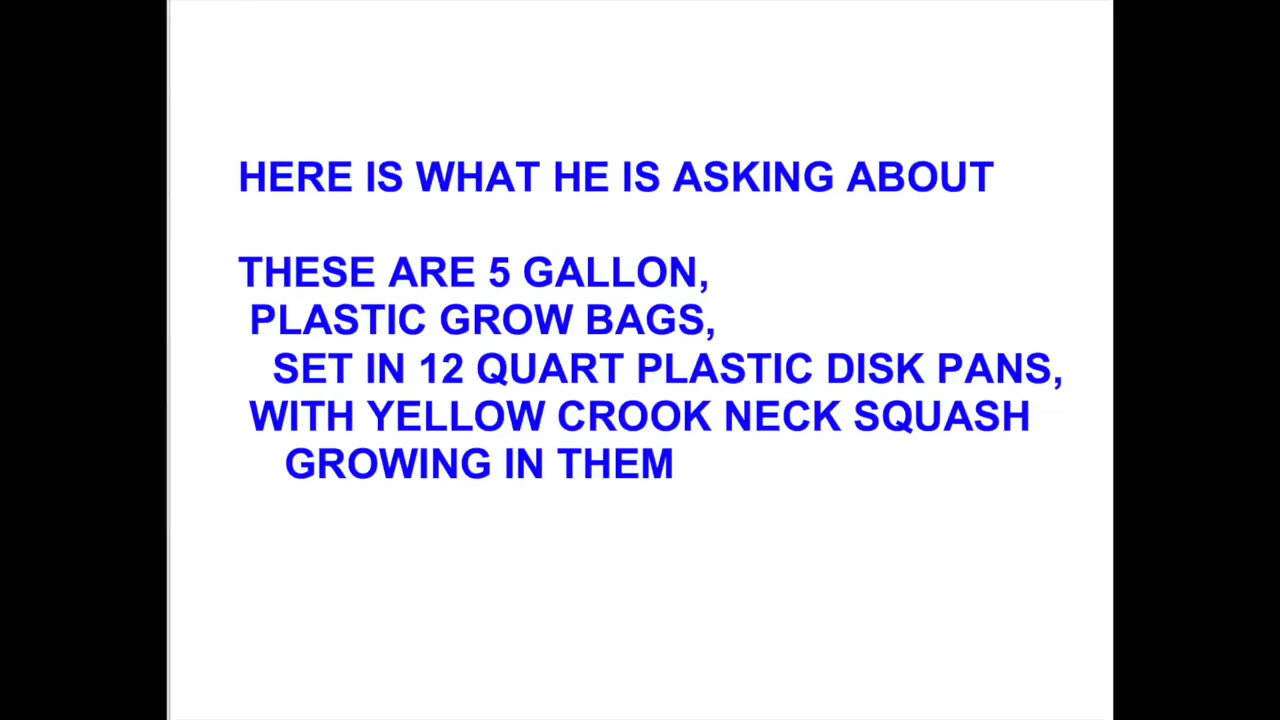 HERE IS WHAT HE IS ASKING ABOUT
THESE ARE 5 GALLON,
PLASTIC GROW BAGS,
SET IN 12 QUART PLASTIC DISK PANS,
WITH YELLOW CROOK NECK SQUASH
GROWING IN THEM